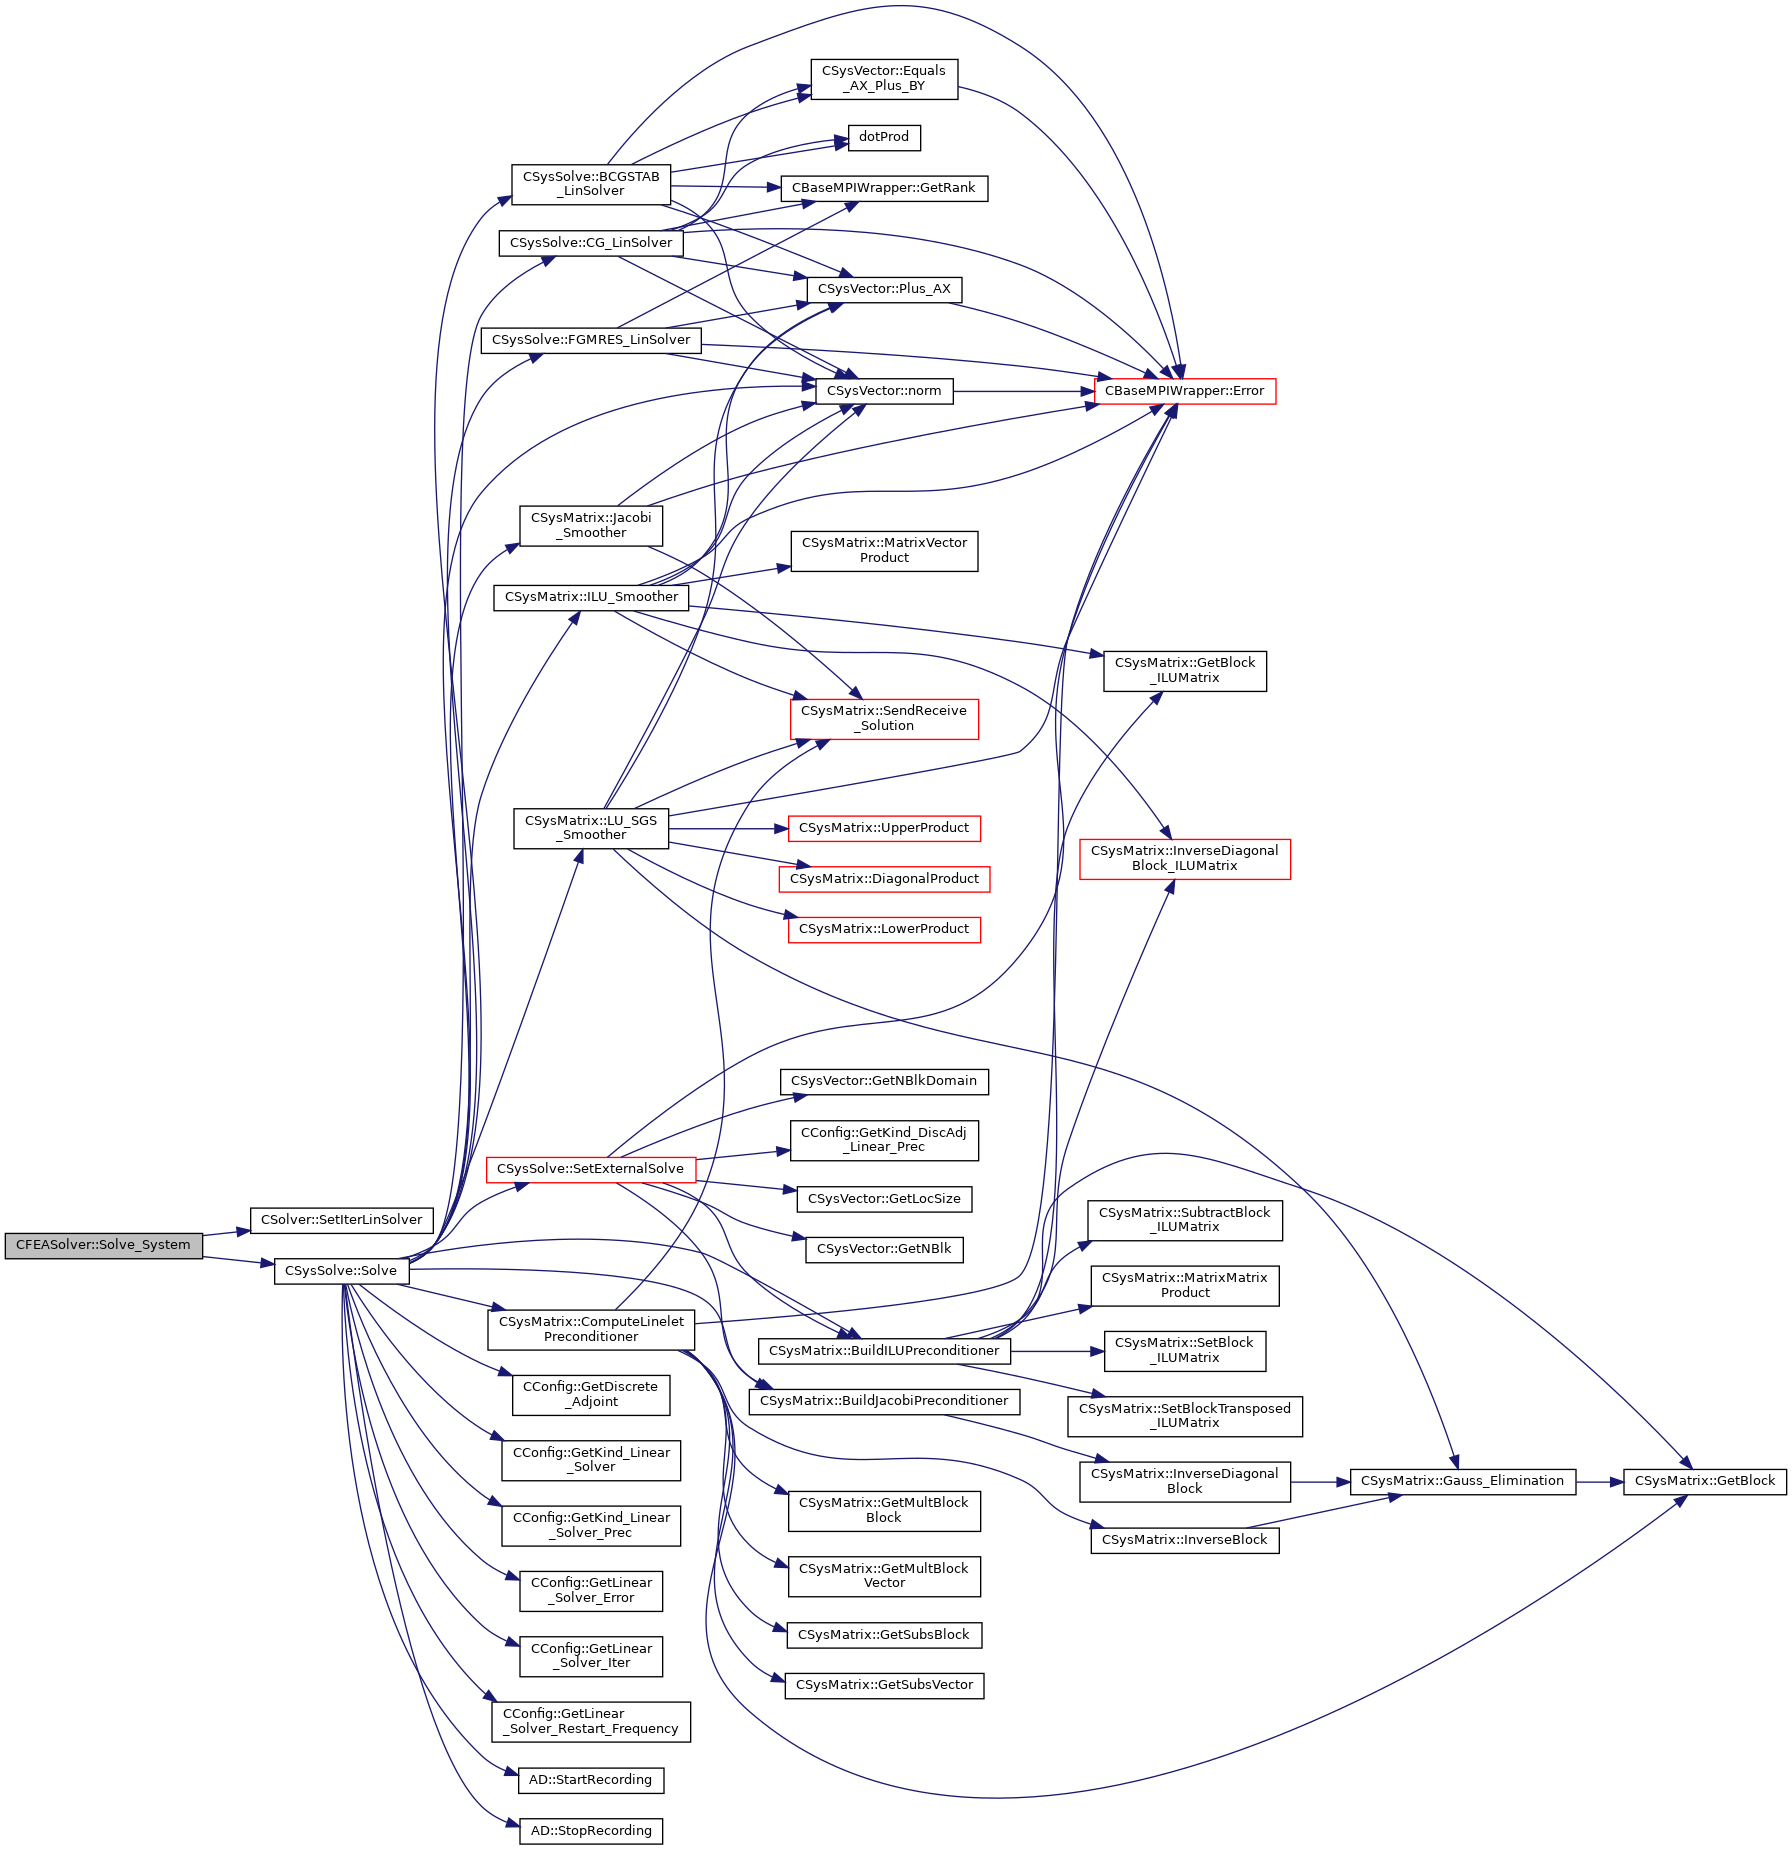 CFEASolver::Solve_System
CSolver::SetIterLinSolver
CSysSolve::Solve
CSysSolve::BCGSTAB
_LinSolver
CSysSolve::CG_LinSolver
CSysSolve::FGMRES_LinSolver
CSysMatrix::Jacobi
_Smoother
CSysMatrix::ILU_Smoother
CSysMatrix::LU_SGS
_Smoother
CSysSolve::SetExternalSolve
CSysMatrix::ComputeLinelet
Preconditioner
CConfig::GetDiscrete
_Adjoint
CConfig::GetKind_Linear
_Solver
CConfig::GetKind_Linear
_Solver_Prec
CConfig::GetLinear
_Solver_Error
CConfig::GetLinear
_Solver_Iter
CConfig::GetLinear
_Solver_Restart_Frequency
AD::StartRecording
AD::StopRecording
CSysVector::Equals
_AX_Plus_BY
dotProd
CBaseMPIWrapper::GetRank
CSysVector::Plus_AX
CSysVector::norm
CSysMatrix::MatrixVector
Product
CSysMatrix::SendReceive
_Solution
CSysMatrix::UpperProduct
CSysMatrix::DiagonalProduct
CSysMatrix::LowerProduct
CSysVector::GetNBlkDomain
CConfig::GetKind_DiscAdj
_Linear_Prec
CSysVector::GetLocSize
CSysVector::GetNBlk
CSysMatrix::BuildILUPreconditioner
CSysMatrix::BuildJacobiPreconditioner
CSysMatrix::GetMultBlock
Block
CSysMatrix::GetMultBlock
Vector
CSysMatrix::GetSubsBlock
CSysMatrix::GetSubsVector
CBaseMPIWrapper::Error
CSysMatrix::GetBlock
_ILUMatrix
CSysMatrix::InverseDiagonal
Block_ILUMatrix
CSysMatrix::SubtractBlock
_ILUMatrix
CSysMatrix::MatrixMatrix
Product
CSysMatrix::SetBlock
_ILUMatrix
CSysMatrix::SetBlockTransposed
_ILUMatrix
CSysMatrix::InverseDiagonal
Block
CSysMatrix::InverseBlock
CSysMatrix::Gauss_Elimination
CSysMatrix::GetBlock